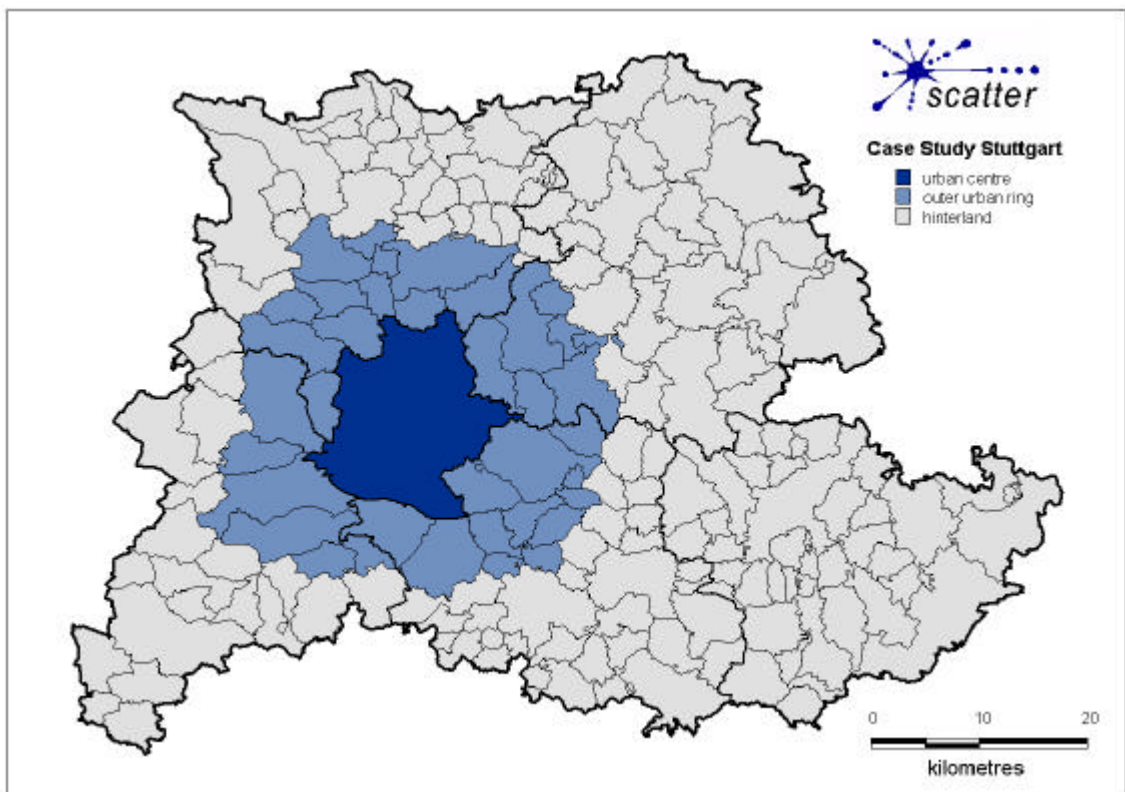 scatter
Case Study Stuttgart
urban centre
outer urban ring
hinterland
0 10 20
kilometres